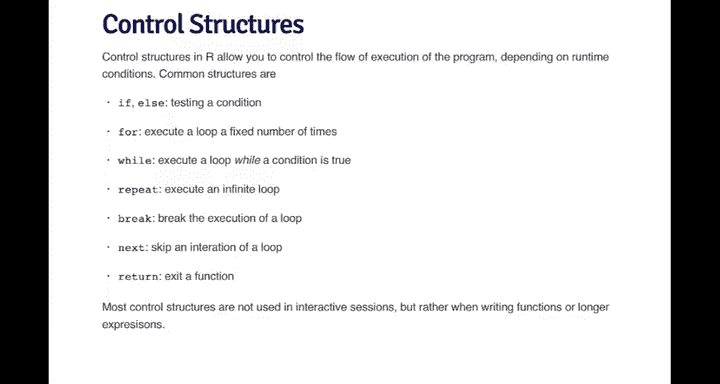 Control Structures
Control structures in R allow you to control the flow of execution of the program, depending on runtime
conditions. Common structures are
· if, else: testing a condition
· for: execute a loop a fixed number of times
· while: execute a loop while a condition is true
· repeat: execute an infinite loop
· break: break the execution of a loop
· next: skip an interation of a loop
· return: exit a function
Most control structures are not used in interactive sessions, but rather when writing functions or longer
expresisons.